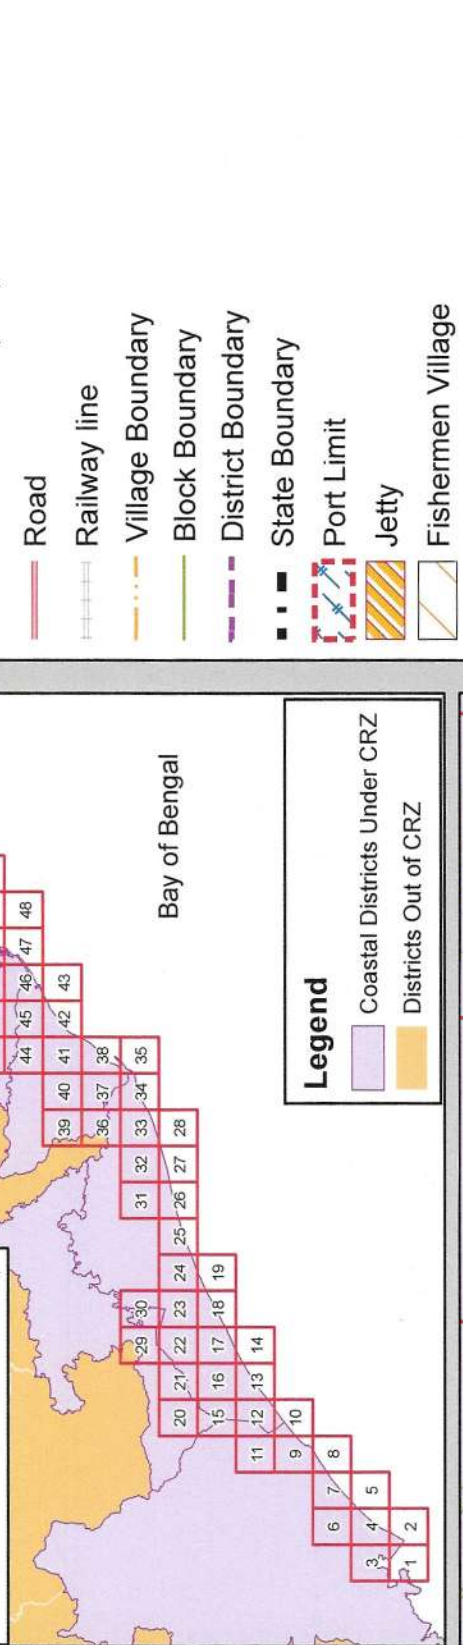 44 45 46 47 48
39 40 41 42 43
36 37 38
29 30 31 32 33 34 35
20 21 22 23 24 25 26 27 28
15 16 17 18 19
11 12 13 14
9 10
6 7 8
3 4 5
1 2
Bay of Bengal
Legend
Coastal Districts Under CRZ
Districts Out of CRZ
Road
Railway line
Village Boundary
Block Boundary
District Boundary
State Boundary
Port Limit
Jetty
Fishermen Village